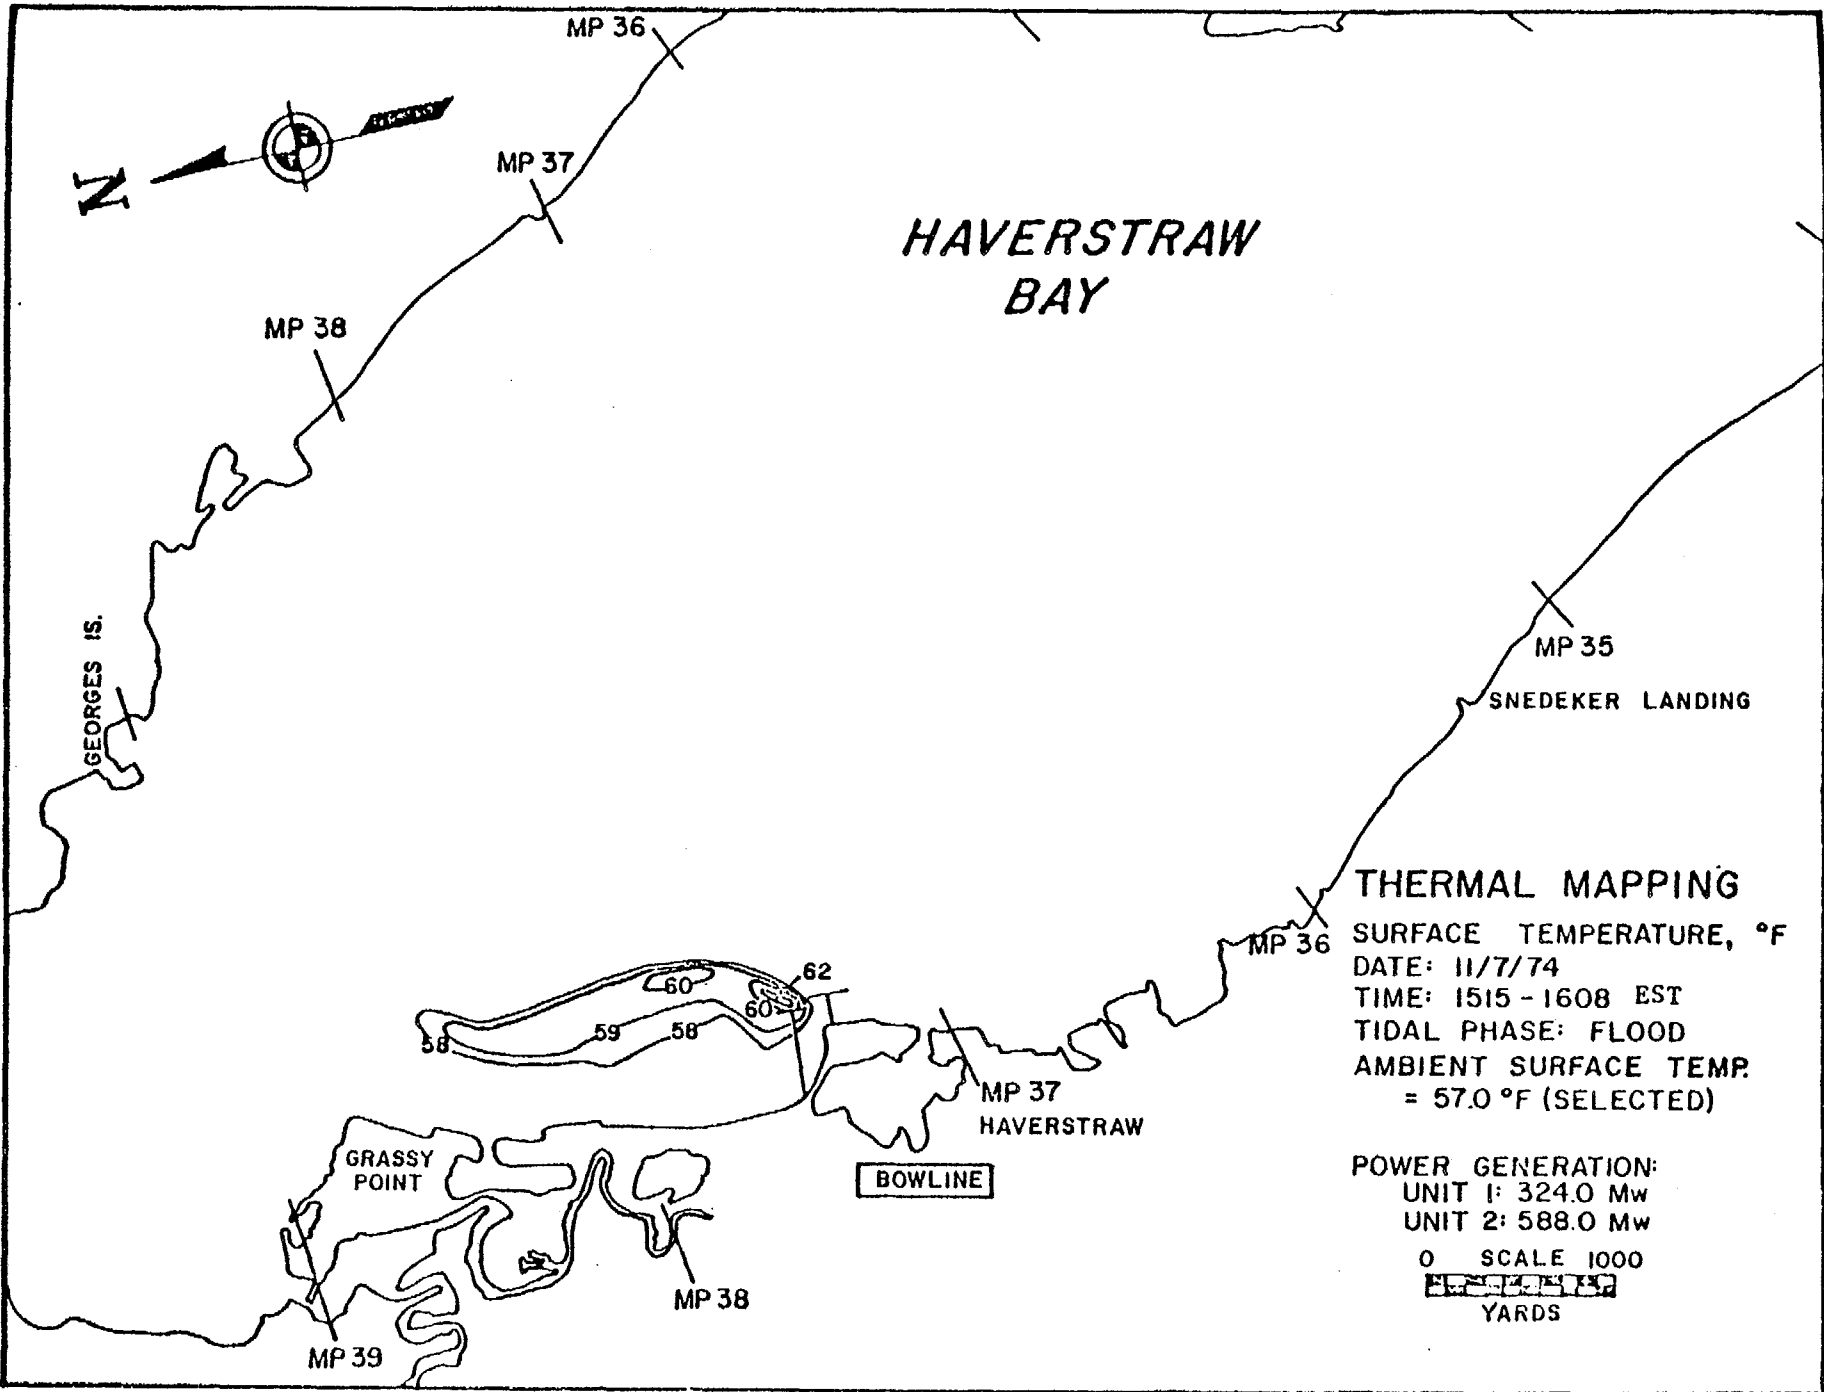 MP 36
N
MP 37
HAVERSTRAW
BAY
MP 38
GEORGES IS.
MP 35
SNEDEKER LANDING
MP 36
THERMAL MAPPING
SURFACE TEMPERATURE, °F
DATE: 11/7/74
TIME: 1515 - 1608 EST
TIDAL PHASE: FLOOD
AMBIENT SURFACE TEMP.
= 57.0 °F (SELECTED)
62
60
60
59
58
58
MP 37
HAVERSTRAW
GRASSY
POINT
BOWLINE
POWER GENERATION:
UNIT 1: 324.0 Mw
UNIT 2: 588.0 Mw
0 SCALE 1000
YARDS
MP 38
MP 39